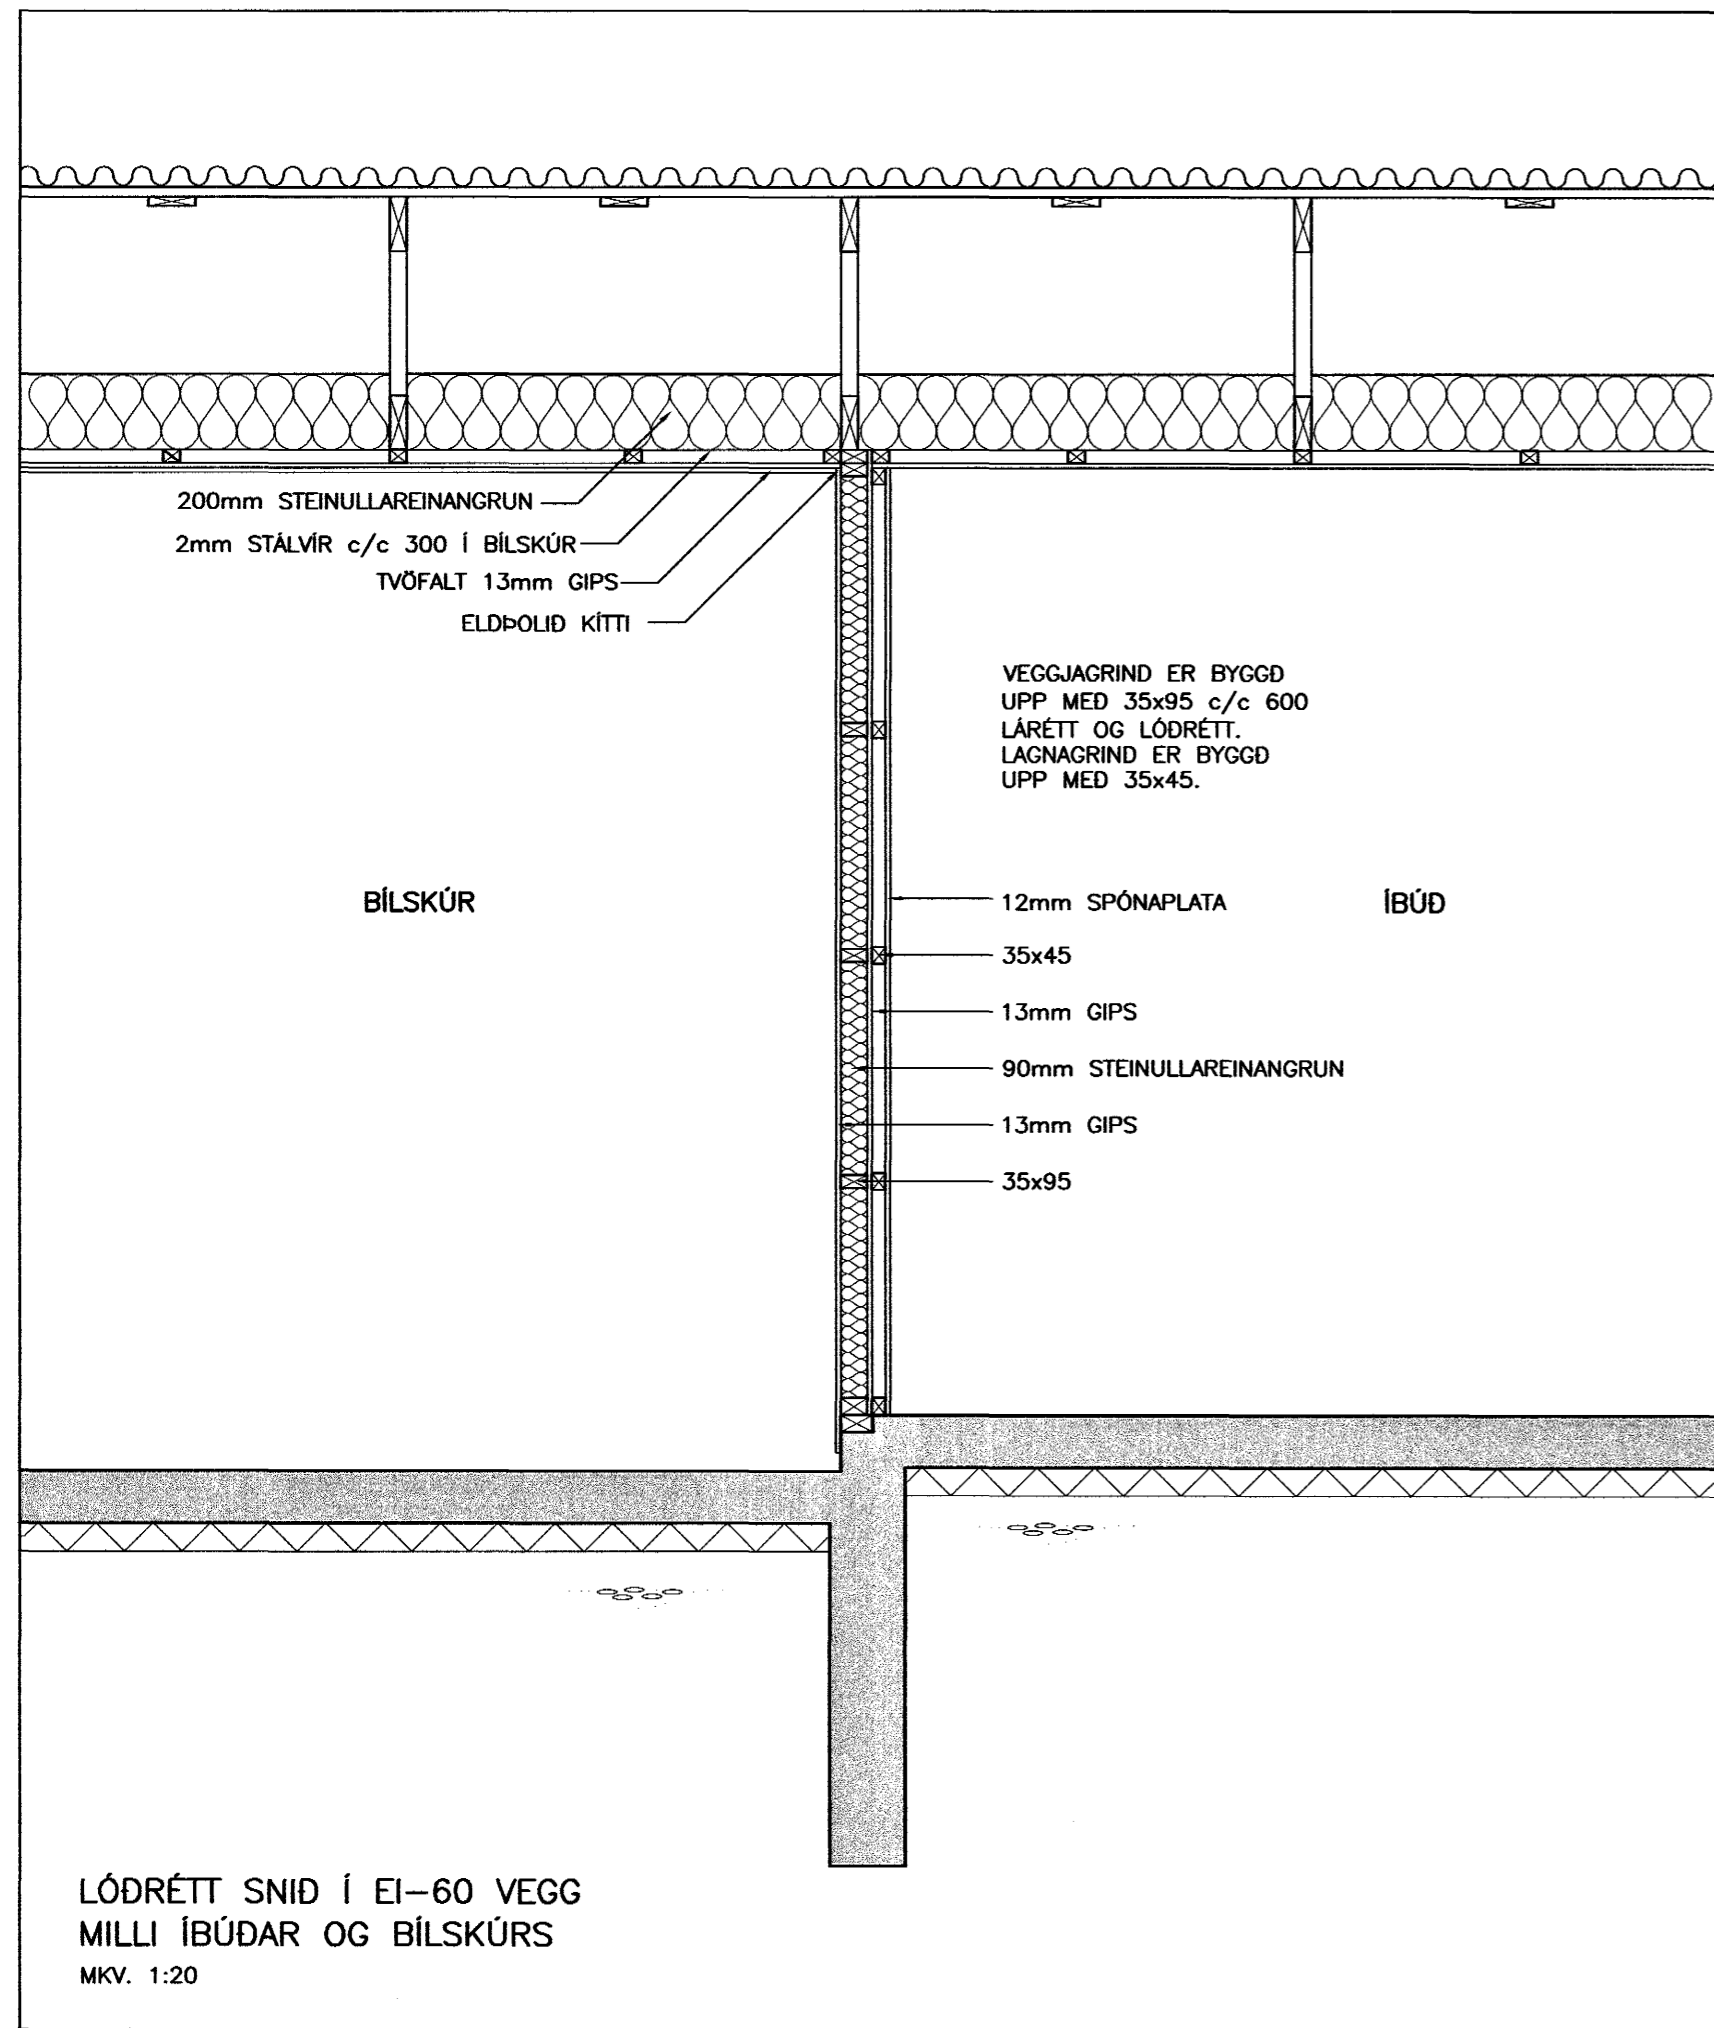 200mm STEINULLAREINANGRUN
2mm STÁLVÍR c/c 300 Í BÍLSKÚR
TVÖFALT 13mm GIPS
ELDÞOLIÐ KÍTTI
VEGGJAGRIND ER BYGGÐ
UPP MEÐ 35x95 c/c 600
LÁRÉTT OG LÓÐRÉTT.
LAGNAGRIND ER BYGGÐ
UPP MEÐ 35x45.
BÍLSKÚR
12mm SPÓNAPLATA
ÍBÚÐ
35x45
13mm GIPS
90mm STEINULLAREINANGRUN
13mm GIPS
35x95
LÓÐRÉTT SNIÐ Í EI-60 VEGG
MILLI ÍBÚÐAR OG BÍLSKÚRS
MKV. 1:20